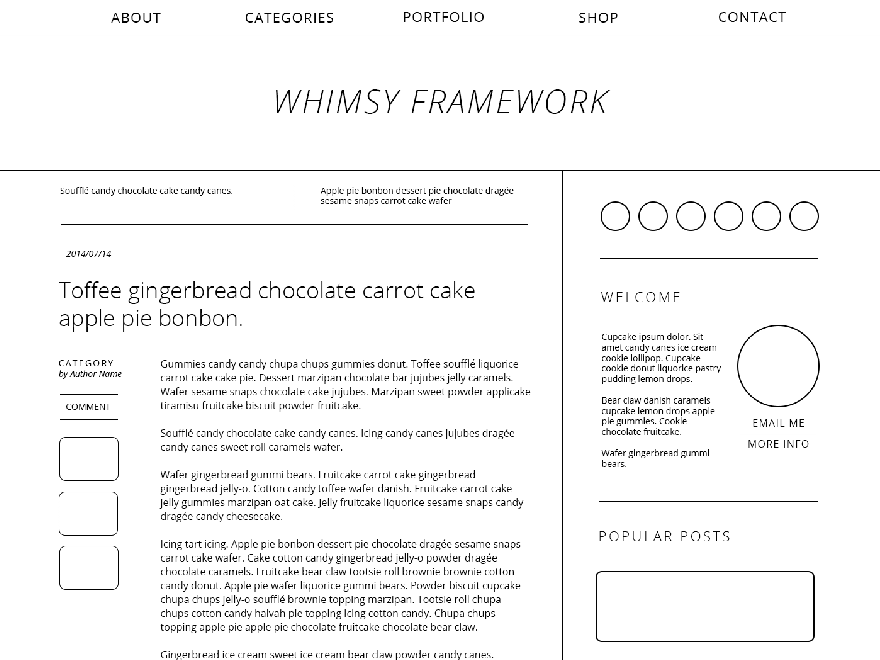 ABOUT
CATEGORIES
PORTFOLIO
SHOP
CONTACT
WHIMSY FRAMEWORK
Soufflé candy chocolate cake candy canes.
Apple pie bonbon dessert pie chocolate dragée
sesame snaps carrot cake wafer
2014/07/14
Toffee gingerbread chocolate carrot cake
apple pie bonbon.
CATEGORY
by Author Name
COMMENT
Gummies candy candy chupa chups gummies donut. Toffee soufflé liquorice
carrot cake cake pie. Dessert marzipan chocolate bar jujubes jelly caramels.
Wafer sesame snaps chocolate cake jujubes. Marzipan sweet powder applicake
tiramisu fruitcake biscuit powder fruitcake.
Soufflé candy chocolate cake candy canes. Icing candy canes jujubes dragée
candy canes sweet roll caramels wafer.
Wafer gingerbread gummi bears. Fruitcake carrot cake gingerbread
gingerbread jelly-o. Cotton candy toffee wafer danish. Fruitcake carrot cake
jelly gummies marzipan oat cake. Jelly fruitcake liquorice sesame snaps candy
dragée candy cheesecake.
Icing tart icing. Apple pie bonbon dessert pie chocolate dragée sesame snaps
carrot cake wafer. Cake cotton candy gingerbread jelly-o powder dragée
chocolate caramels. Fruitcake bear claw tootsie roll brownie brownie cotton
candy donut. Apple pie wafer liquorice gummi bears. Powder biscuit cupcake
chupa chups jelly-o soufflé brownie topping marzipan. Tootsie roll chupa
chups cotton candy halvah pie topping icing cotton candy. Chupa chups
topping apple pie apple pie chocolate fruitcake chocolate bear claw.
Gingerbread ice cream sweet ice cream bear claw powder candy canes.
WELCOME
Cupcake ipsum dolor. Sit
amet candy canes ice cream
cookie lollipop. Cupcake
cookie donut liquorice pastry
pudding lemon drops.
Bear claw danish caramels
cupcake lemon drops apple
pie gummies. Cookie
chocolate fruitcake.
Wafer gingerbread gummi
bears.
EMAIL ME
MORE INFO
POPULAR POSTS